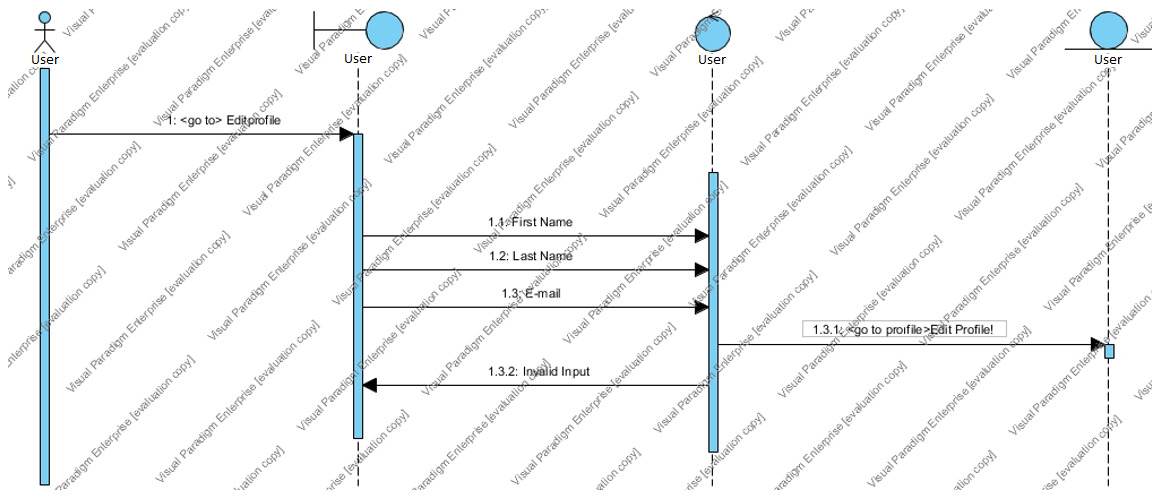 User
User
User
User
1: <go to> Editprofile
1.1: First Name
1.2: Last Name
1.3: E-mail
1.3.1: <go to profile>Edit Profile!
1.3.2: Invalid Input
Visual Paradigm Enterprise [evaluation copy]